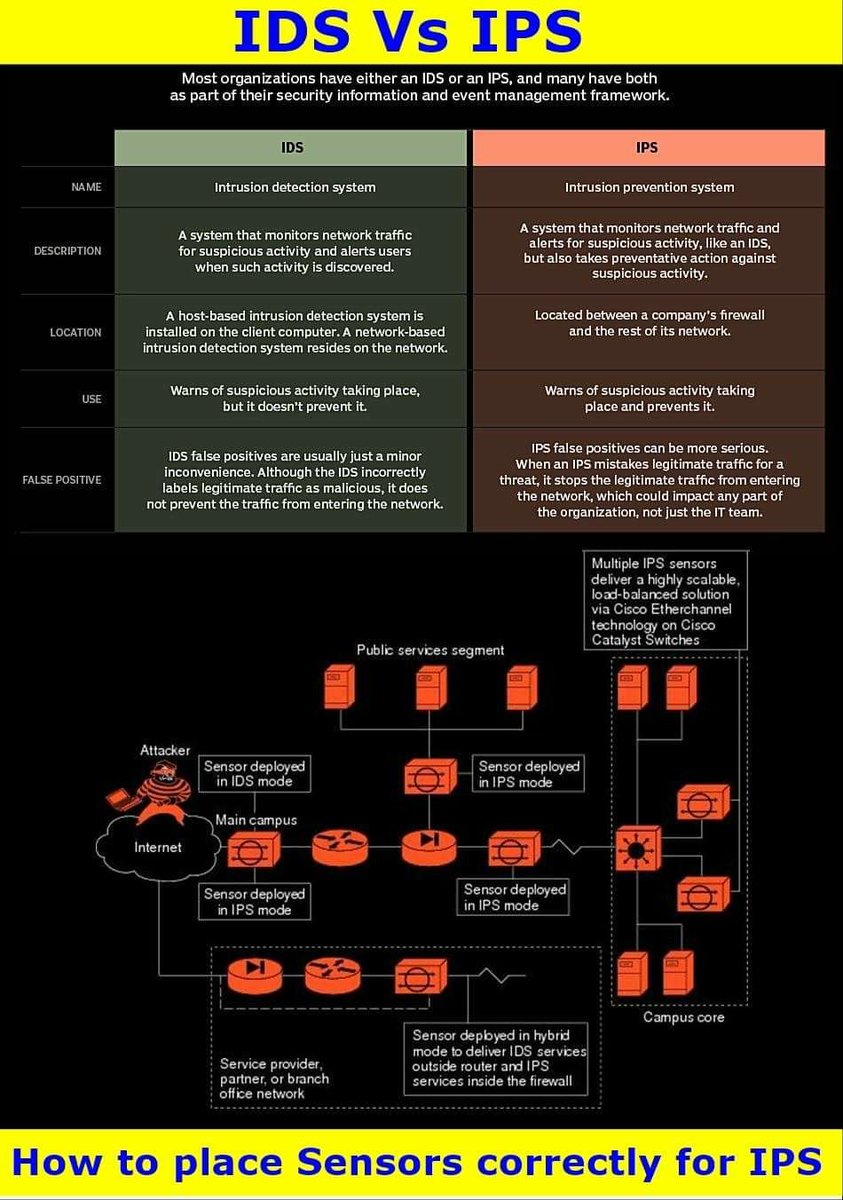 IDS Vs IPS
Most organizations have either an IDS or an IPS, and many have both
as part of their security information and event management framework.
IDS
IPS
NAME
Intrusion detection system
Intrusion prevention system
DESCRIPTION
A system that monitors network traffic
for suspicious activity and alerts users
when such activity is discovered.
A system that monitors network traffic and
alerts for suspicious activity, like an IDS,
but also takes preventative action against
suspicious activity.
LOCATION
A host-based intrusion detection system is
installed on the client computer. A network-based
intrusion detection system resides on the network.
Located between a company's firewall
and the rest of its network.
USE
Warns of suspicious activity taking place,
but it doesn't prevent it.
Warns of suspicious activity taking
place and prevents it.
FALSE POSITIVE
IDS false positives are usually just a minor
inconvenience. Although the IDS incorrectly
labels legitimate traffic as malicious, it does
not prevent the traffic from entering the network.
IPS false positives can be more serious.
When an IPS mistakes legitimate traffic for a
threat, it stops the legitimate traffic from entering
the network, which could impact any part of
the organization, not just the IT team.
Multiple IPS sensors
deliver a highly scalable,
load-balanced solution
via Cisco Etherchannel
technology on Cisco
Catalyst Switches
Public services segment
Attacker
Sensor deployed
in IDS mode
Sensor deployed
in IPS mode
Main campus
Internet
Sensor deployed
in IPS mode
Sensor deployed
in IPS mode
Campus core
Sensor deployed in hybrid
mode to deliver IDS services
outside router and IPS
services inside the firewall
Service provider,
partner, or branch
office network
How to place Sensors correctly for IPS